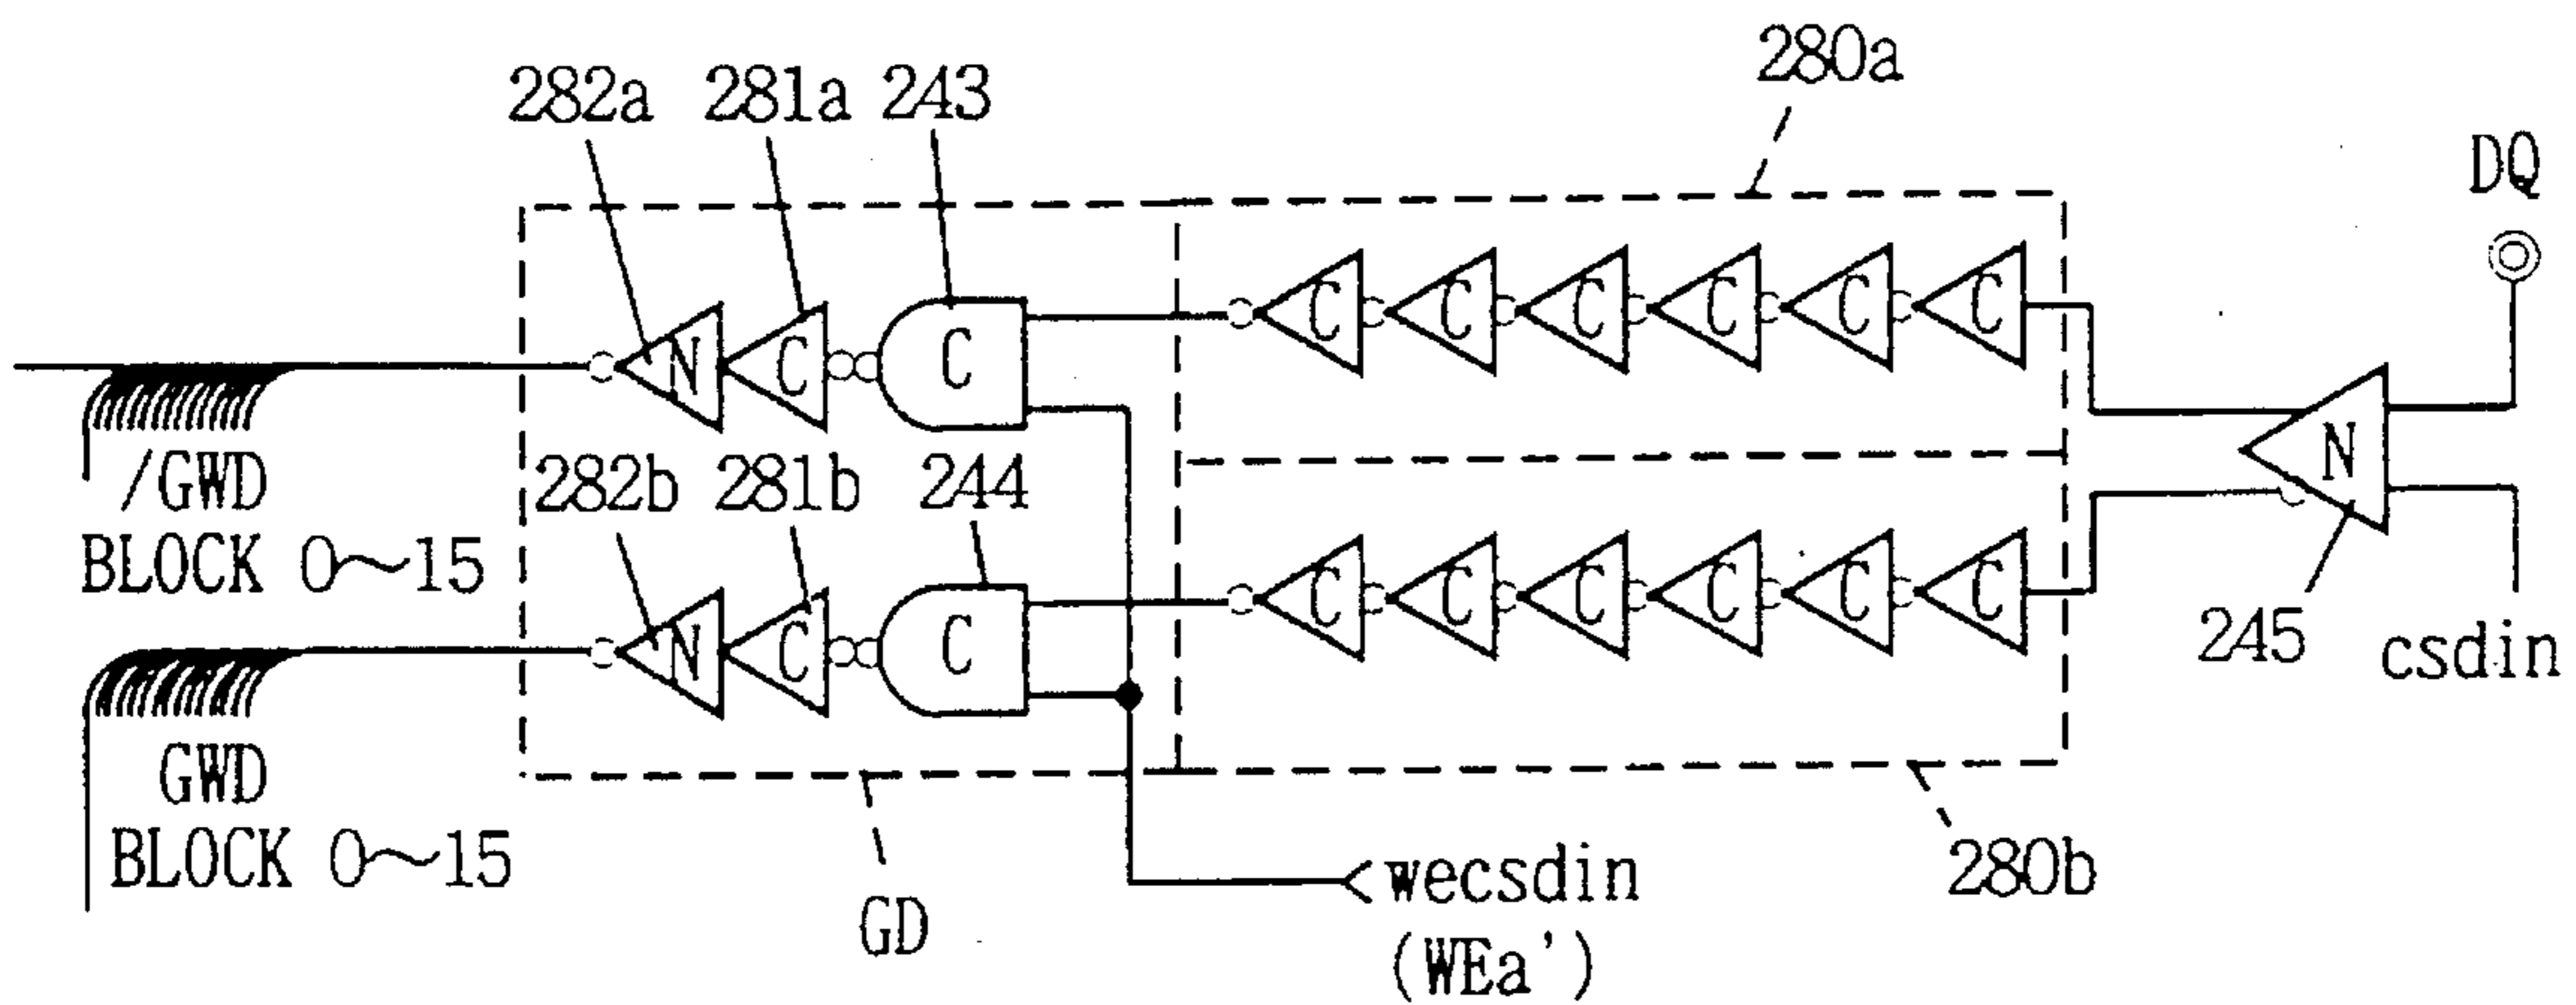 280a
282a 281a 243
DQ
C C C C C C
N C C
N
/GWD
BLOCK 0~15
282b 281b 244
C C C C C C
N C C
245
csdin
GWD
BLOCK 0~15
GD
wecsdin
(WEa')
280b